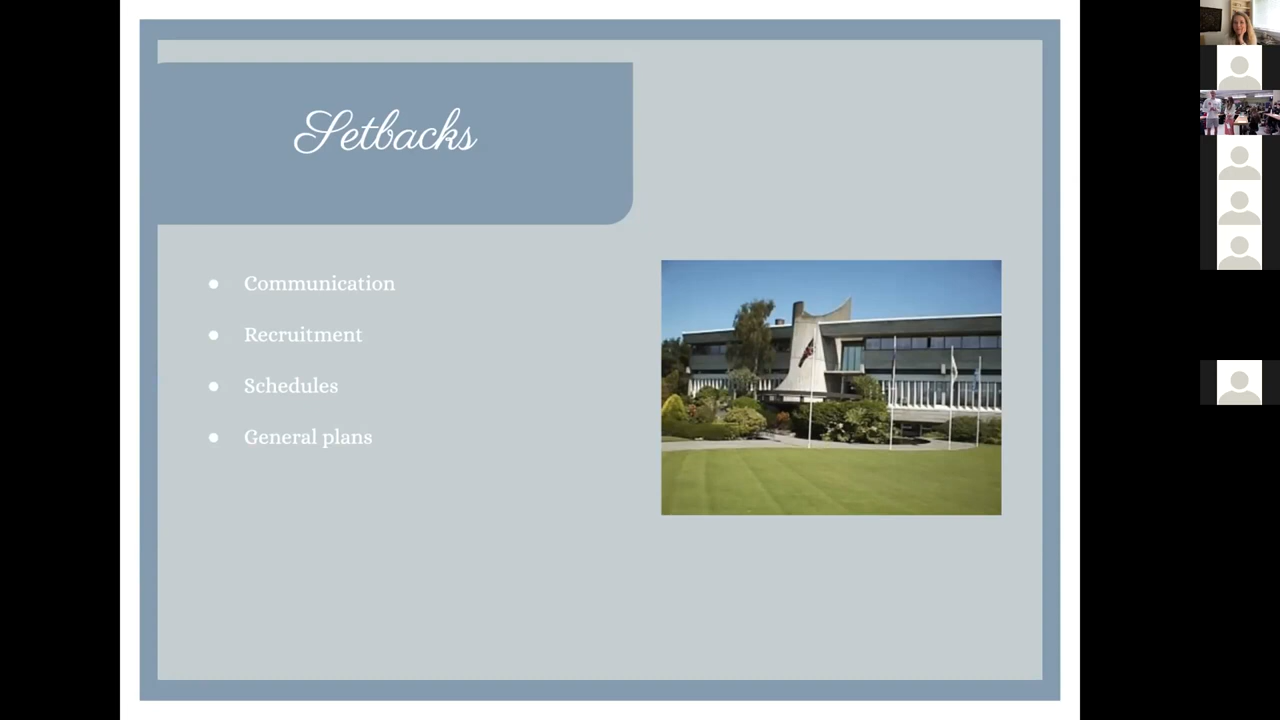 Setbacks
● Communication
● Recruitment
● Schedules
● General plans